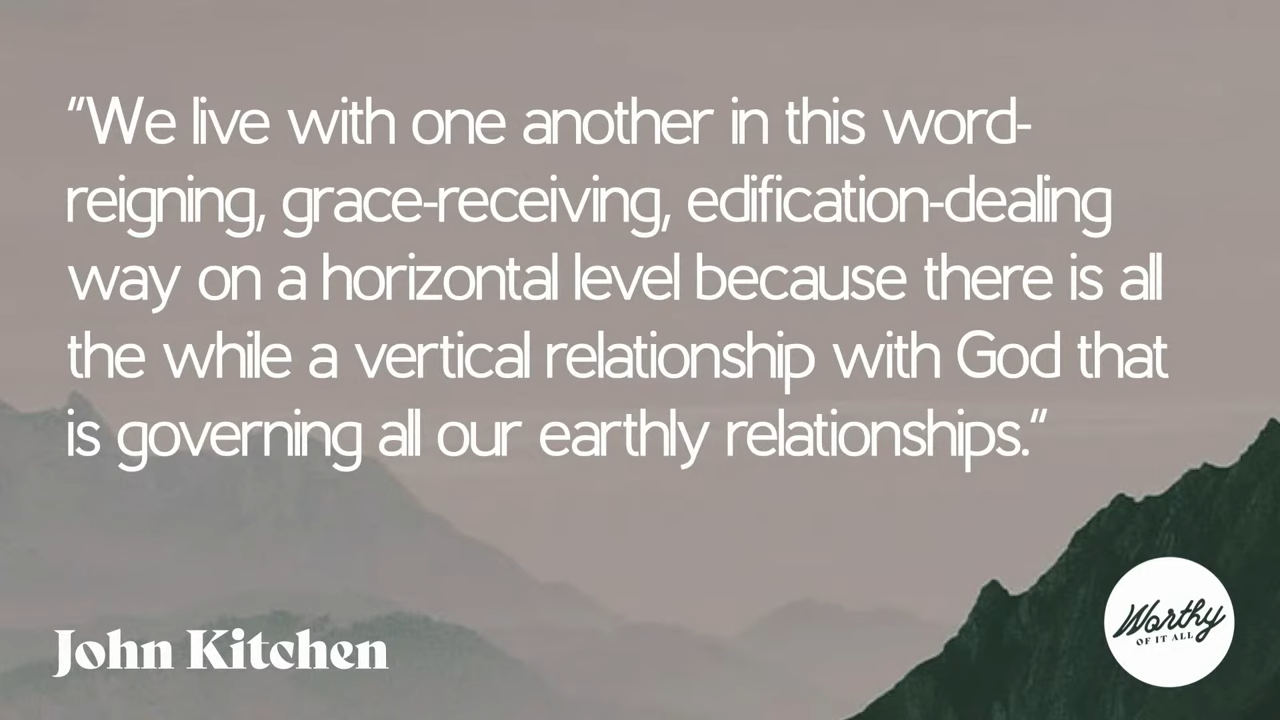 “We live with one another in this word-
reigning, grace-receiving, edification-dealing
way on a horizontal level because there is all
the while a vertical relationship with God that
is governing all our earthly relationships.”
John Kitchen
Worthy
OF IT ALL